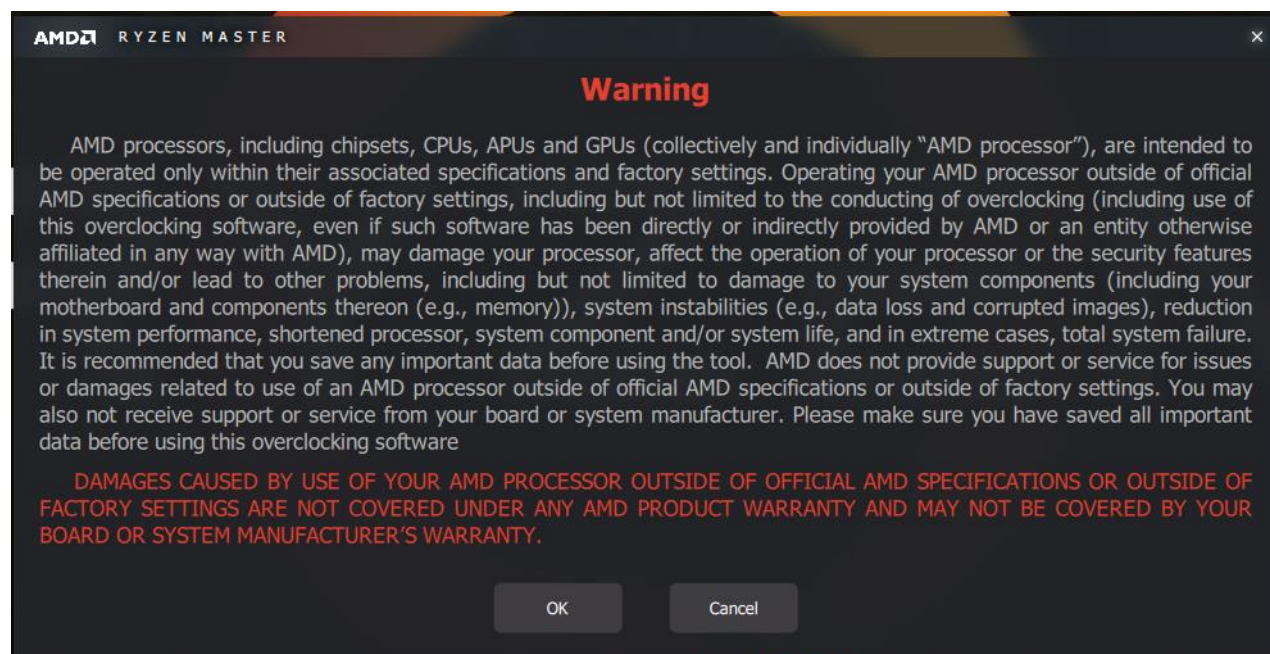 AMD RYZEN MASTER ×
Warning
AMD processors, including chipsets, CPUs, APUs and GPUs (collectively and individually “AMD processor”), are intended to
be operated only within their associated specifications and factory settings. Operating your AMD processor outside of official
AMD specifications or outside of factory settings, including but not limited to the conducting of overclocking (including use of
this overclocking software, even if such software has been directly or indirectly provided by AMD or an entity otherwise
affiliated in any way with AMD), may damage your processor, affect the operation of your processor or the security features
therein and/or lead to other problems, including but not limited to damage to your system components (including your
motherboard and components thereon (e.g., memory)), system instabilities (e.g., data loss and corrupted images), reduction
in system performance, shortened processor, system component and/or system life, and in extreme cases, total system failure.
It is recommended that you save any important data before using the tool. AMD does not provide support or service for issues
or damages related to use of an AMD processor outside of official AMD specifications or outside of factory settings. You may
also not receive support or service from your board or system manufacturer. Please make sure you have saved all important
data before using this overclocking software
DAMAGES CAUSED BY USE OF YOUR AMD PROCESSOR OUTSIDE OF OFFICIAL AMD SPECIFICATIONS OR OUTSIDE OF
FACTORY SETTINGS ARE NOT COVERED UNDER ANY AMD PRODUCT WARRANTY AND MAY NOT BE COVERED BY YOUR
BOARD OR SYSTEM MANUFACTURER’S WARRANTY.
OK Cancel